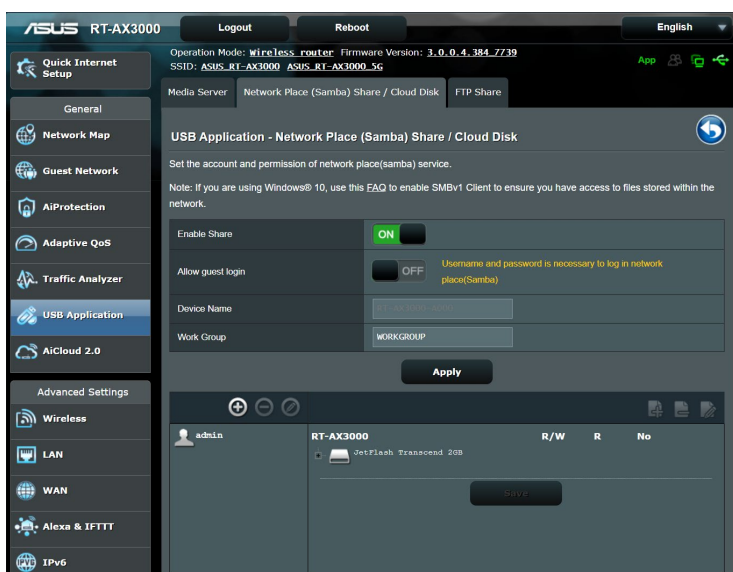 ASUS RT-AX3000 Logout Reboot English
Quick Internet Setup
General
Network Map
Guest Network
AiProtection
Adaptive QoS
Traffic Analyzer
USB Application
AiCloud 2.0
Advanced Settings
Wireless
LAN
WAN
Alexa & IFTTT
IPv6
Operation Mode: Wireless router Firmware Version: 3.0.0.4.384_7739
SSID: ASUS_RT-AX3000 ASUS_RT-AX3000_5G
App
Media Server Network Place (Samba) Share / Cloud Disk FTP Share
USB Application - Network Place (Samba) Share / Cloud Disk
Set the account and permission of network place(samba) service.
Note: If you are using Windows® 10, use this FAQ to enable SMBv1 Client to ensure you have access to files stored within the
network.
Enable Share ON
Allow guest login OFF Username and password is necessary to log in network
place(Samba)
Device Name
Work Group WORKGROUP
Apply
admin RT-AX3000 R/W R No
JetFlash Transcend 2GB
Save